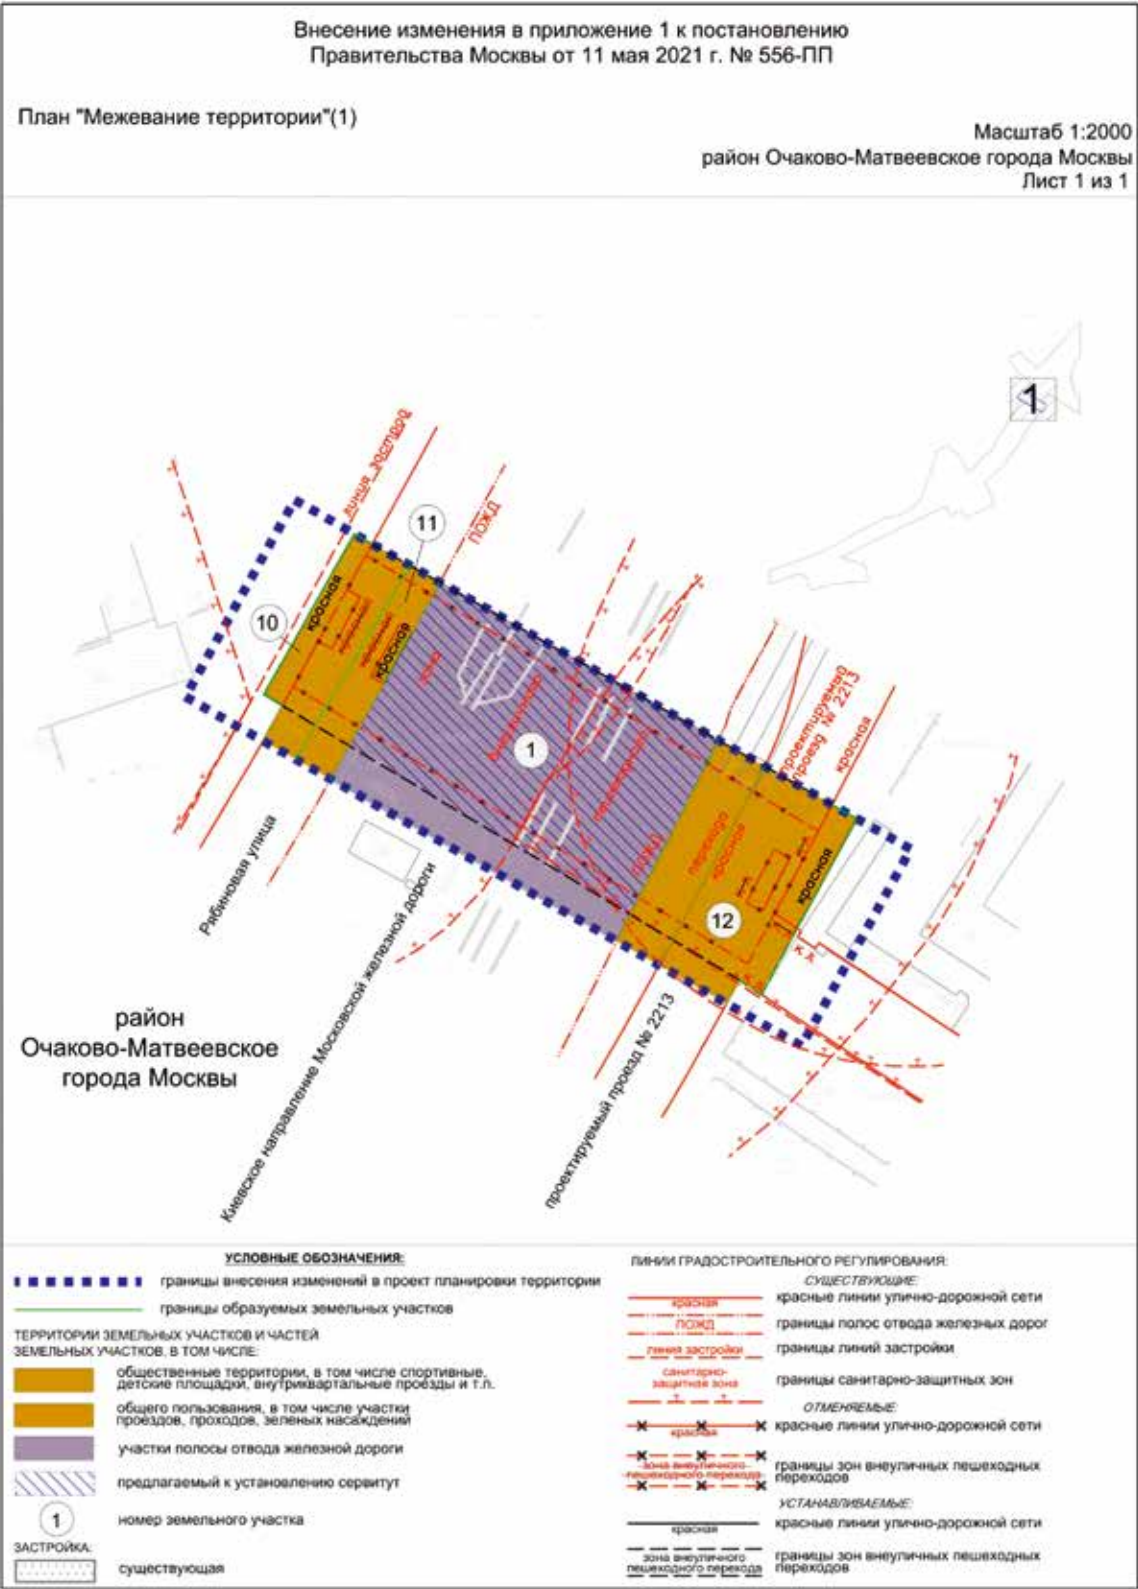 Внесение изменения в приложение 1 к постановлению
Правительства Москвы от 11 мая 2021 г. № 556-ПП
План "Межевание территории"(1)
Масштаб 1:2000
район Очаково-Матвеевское города Москвы
Лист 1 из 1
1
линия застрой
11
ПОЖД
10
красная
красная
1
проектируемый
проезд № 2213
красная
перехода
красная
красная
ПОЖД
12
К.Л.
Рябиновая улица
Киевское направление Московской железной дороги
проектируемый проезд № 2213
район
Очаково-Матвеевское
города Москвы
УСЛОВНЫЕ ОБОЗНАЧЕНИЯ:
границы внесения изменений в проект планировки территории
границы образуемых земельных участков
ТЕРРИТОРИИ ЗЕМЕЛЬНЫХ УЧАСТКОВ И ЧАСТЕЙ
ЗЕМЕЛЬНЫХ УЧАСТКОВ, В ТОМ ЧИСЛЕ:
общественные территории, в том числе спортивные,
детские площадки, внутриквартальные проезды и т.п.
общего пользования, в том числе участки
проездов, проходов, зеленых насаждений
участки полосы отвода железной дороги
предлагаемый к установлению сервитут
1
номер земельного участка
ЗАСТРОЙКА:
существующая
ЛИНИИ ГРАДОСТРОИТЕЛЬНОГО РЕГУЛИРОВАНИЯ:
СУЩЕСТВУЮЩИЕ:
красная
красные линии улично-дорожной сети
ПОЖД
границы полос отвода железных дорог
линия застройки
границы линий застройки
санитарно-
защитная зона
границы санитарно-защитных зон
ОТМЕНЯЕМЫЕ:
красная
красные линии улично-дорожной сети
зона внеуличного
пешеходного перехода
границы зон внеуличных пешеходных
переходов
УСТАНАВЛИВАЕМЫЕ:
красная
красные линии улично-дорожной сети
зона внеуличного
пешеходного перехода
границы зон внеуличных пешеходных
переходов